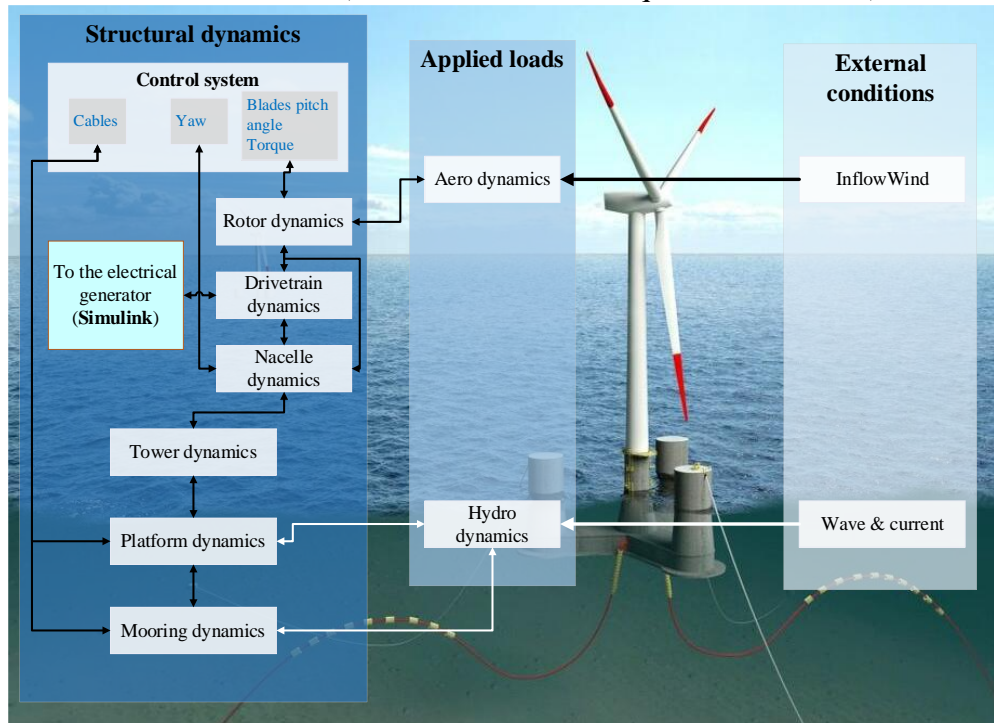 Structural dynamics
Control system
Cables
Yaw
Blades pitch
angle
Torque
Rotor dynamics
To the electrical
generator
(Simulink)
Drivetrain
dynamics
Nacelle
dynamics
Tower dynamics
Platform dynamics
Mooring dynamics
Applied loads
Aero dynamics
Hydro
dynamics
External
conditions
InflowWind
Wave & current